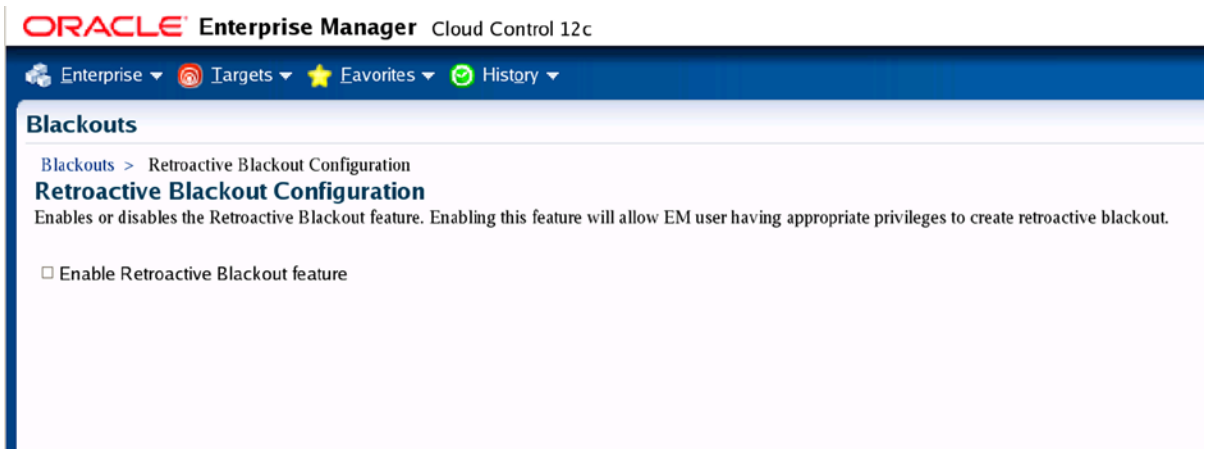 ORACLE Enterprise Manager Cloud Control 12c
Enterprise Targets Favorites History
Blackouts
Blackouts > Retroactive Blackout Configuration
Retroactive Blackout Configuration
Enables or disables the Retroactive Blackout feature. Enabling this feature will allow EM user having appropriate privileges to create retroactive blackout.
Enable Retroactive Blackout feature